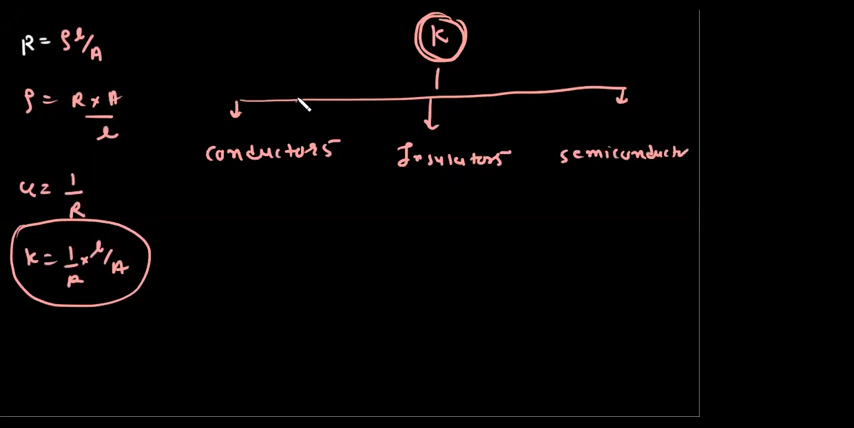 R = ρl/A
K
ρ = R × A / l
conductors Insulators semiconductor
C = 1/R
K = 1/R × l/A